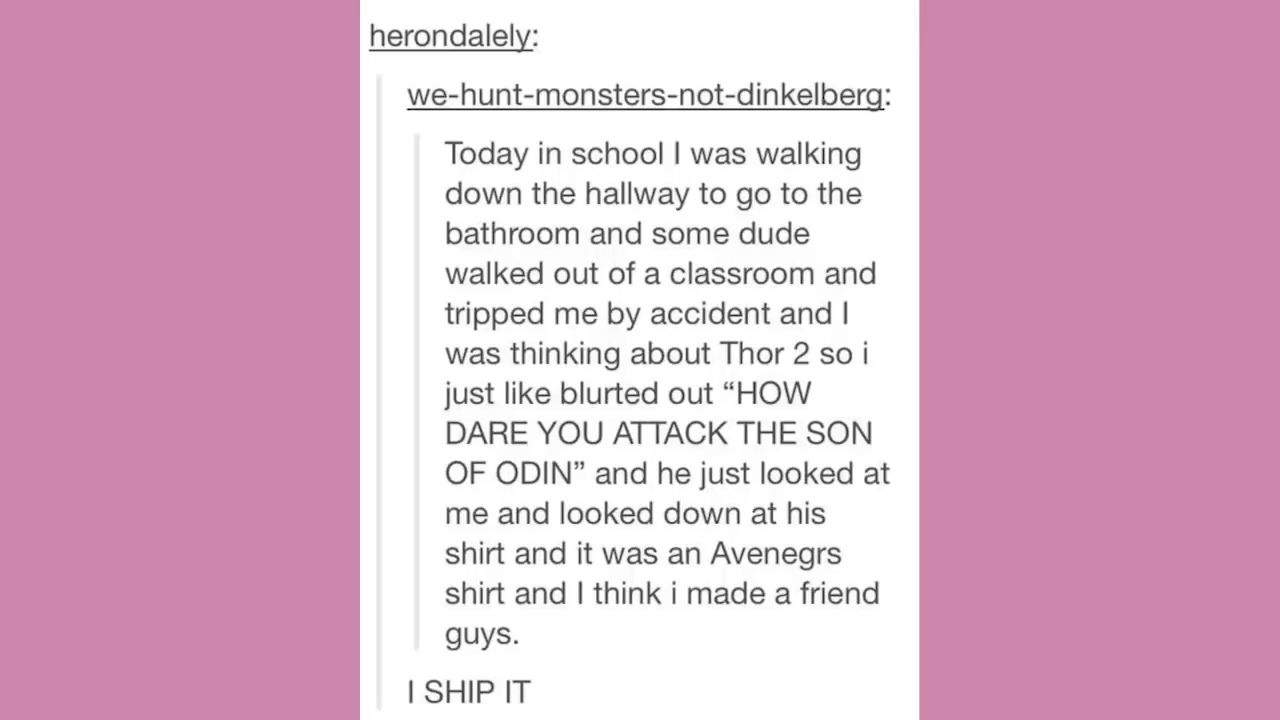 herondalely:
we-hunt-monsters-not-dinkelberg:
Today in school I was walking
down the hallway to go to the
bathroom and some dude
walked out of a classroom and
tripped me by accident and I
was thinking about Thor 2 so i
just like blurted out “HOW
DARE YOU ATTACK THE SON
OF ODIN” and he just looked at
me and looked down at his
shirt and it was an Avenegrs
shirt and I think i made a friend
guys.
I SHIP IT